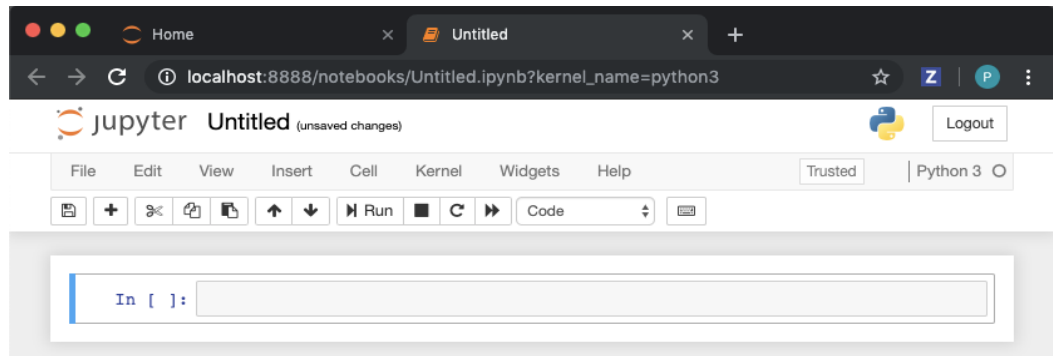 Home Untitled
localhost:8888/notebooks/Untitled.ipynb?kernel_name=python3 Z P
jupyter Untitled (unsaved changes) Logout
File Edit View Insert Cell Kernel Widgets Help Trusted Python 3
Run Code
In [ ]: